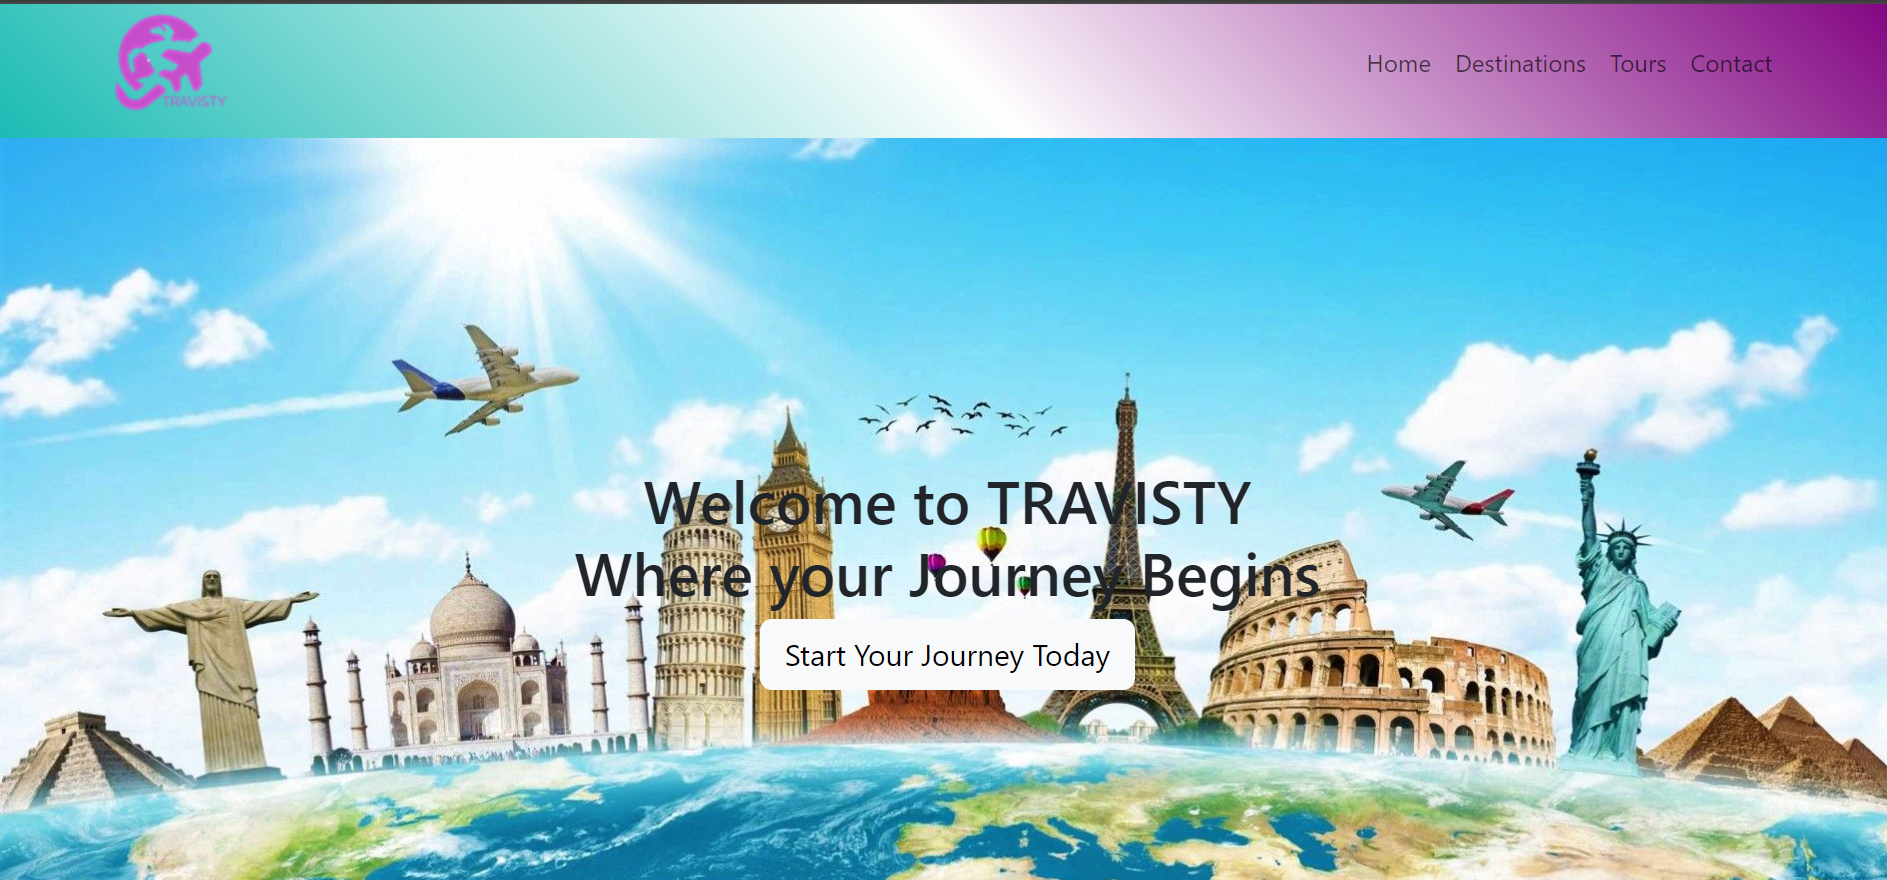 TRAVISTY
Home Destinations Tours Contact
Welcome to TRAVISTY
Where your Journey Begins
Start Your Journey Today